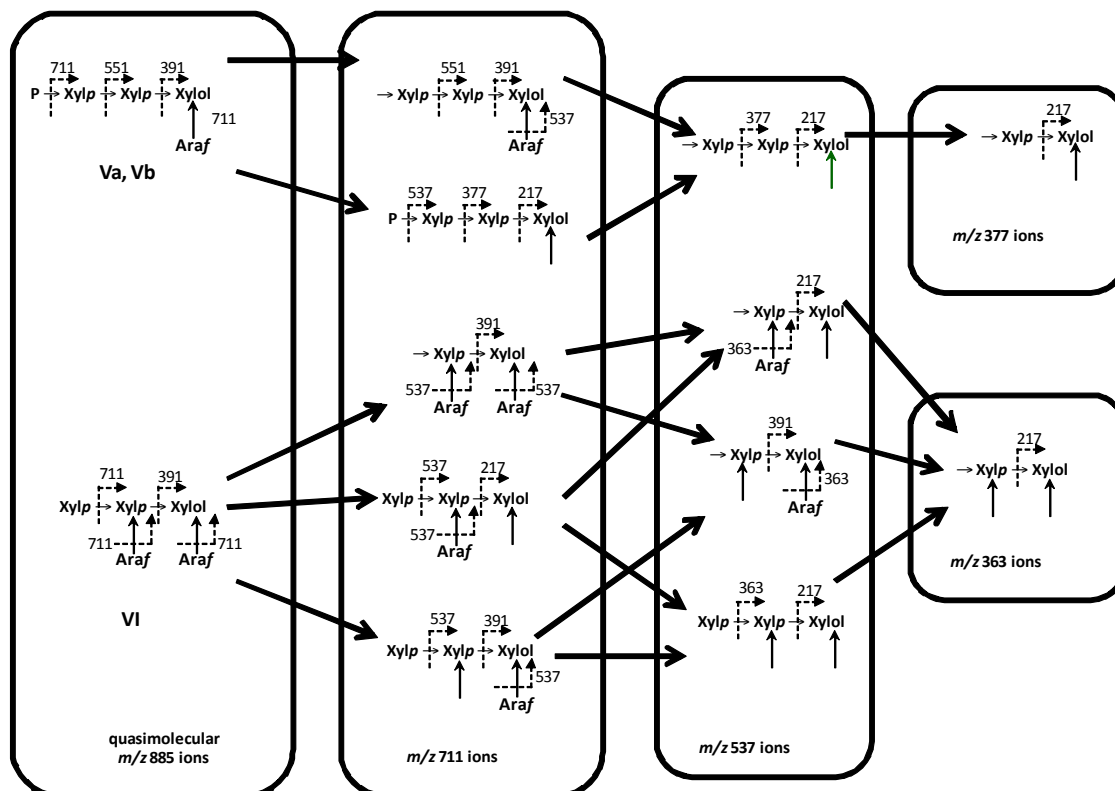 711 551 391
P → Xylp → Xylp → Xylol
711
Araf
Va, Vb
711 391
Xylp → Xylp → Xylol
711 711
Araf Araf
VI
quasimolecular
m/z 885 ions
551 391
→ Xylp → Xylp → Xylol
537
Araf
537 377 217
P → Xylp → Xylp → Xylol
391
→ Xylp → Xylol
537 537
Araf Araf
537 217
Xylp → Xylp → Xylol
537
Araf
537 391
Xylp → Xylp → Xylol
537
Araf
m/z 711 ions
377 217
→ Xylp → Xylp → Xylol
217
→ Xylp → Xylol
363
Araf
391
→ Xylp → Xylol
363
Araf
363 217
Xylp → Xylp → Xylol
m/z 537 ions
217
→ Xylp → Xylol
m/z 377 ions
217
→ Xylp → Xylol
m/z 363 ions